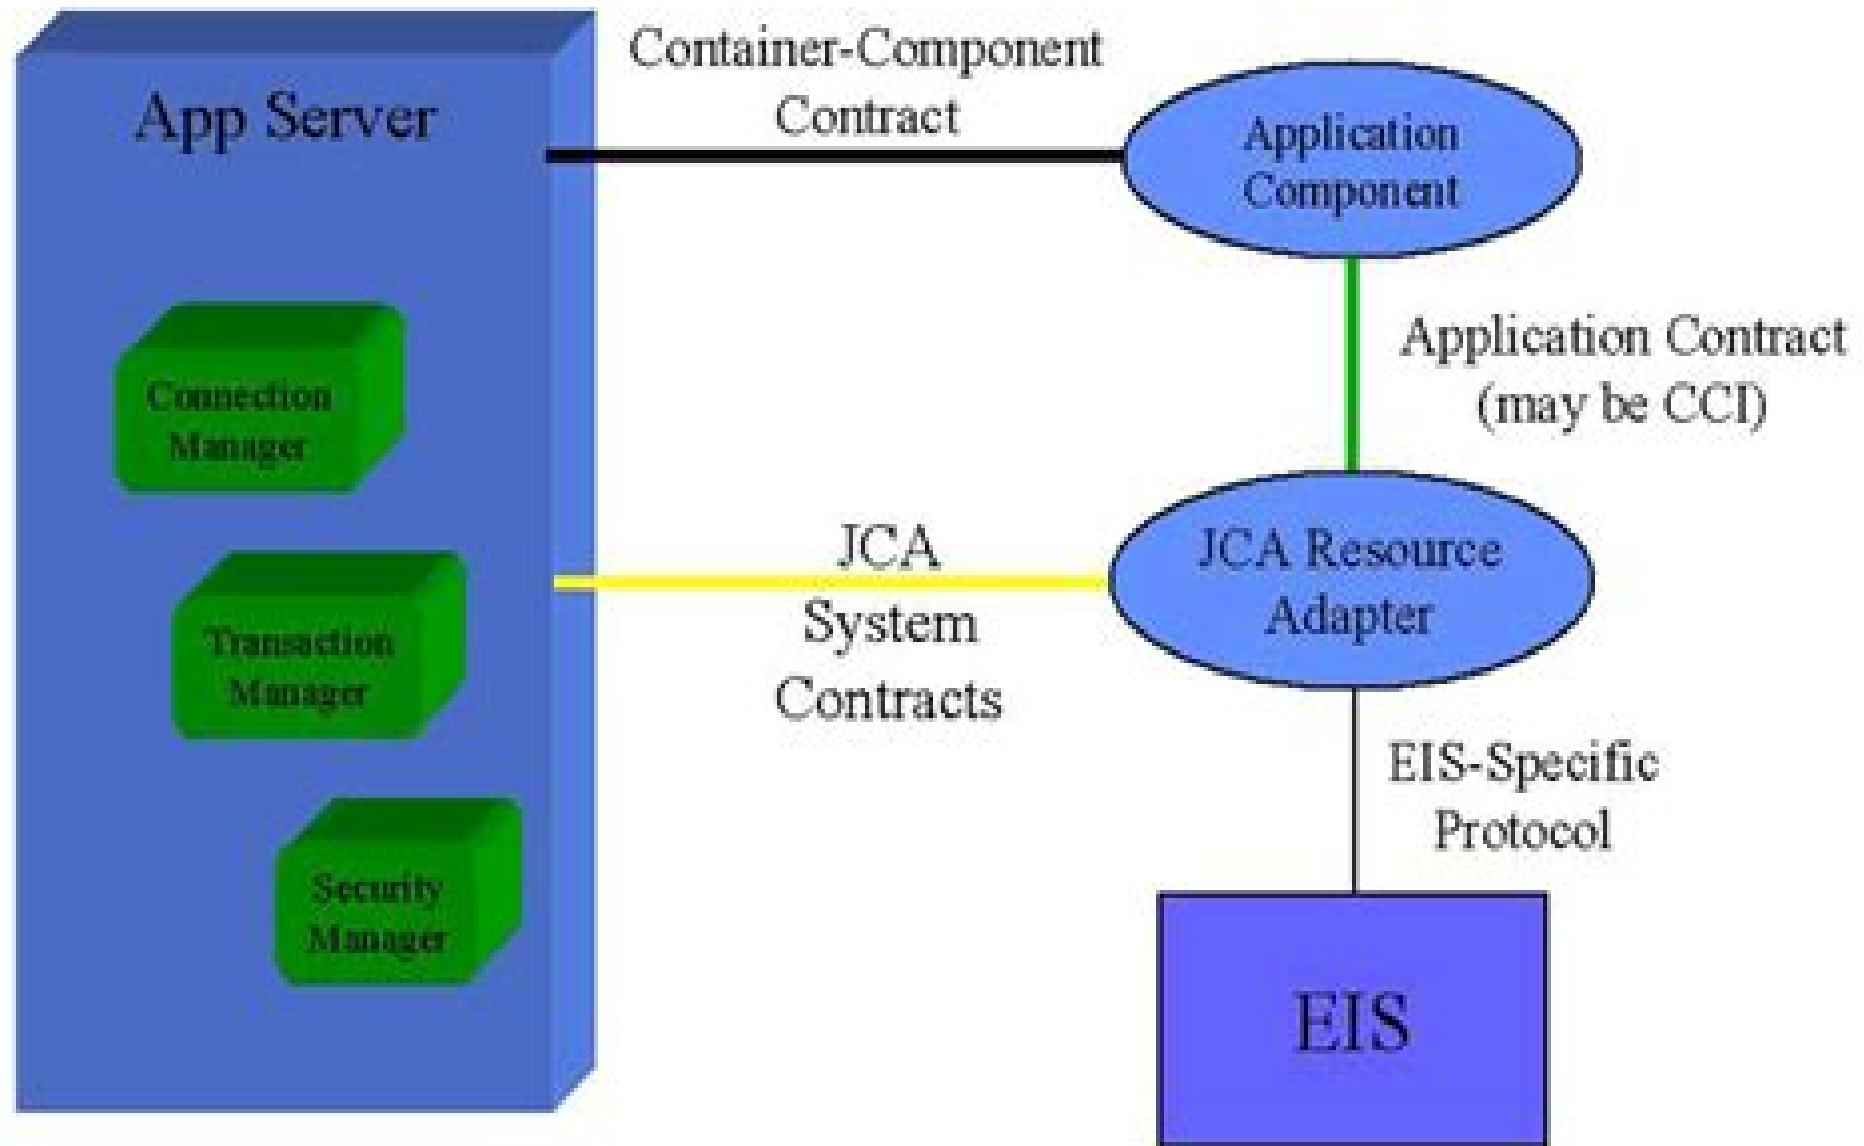 App Server
Container-Component
Contract
Application
Component
Connection
Manager
Application Contract
(may be CCI)
JCA
System
Contracts
JCA Resource
Adapter
Transaction
Manager
EIS-Specific
Protocol
Security
Manager
EIS